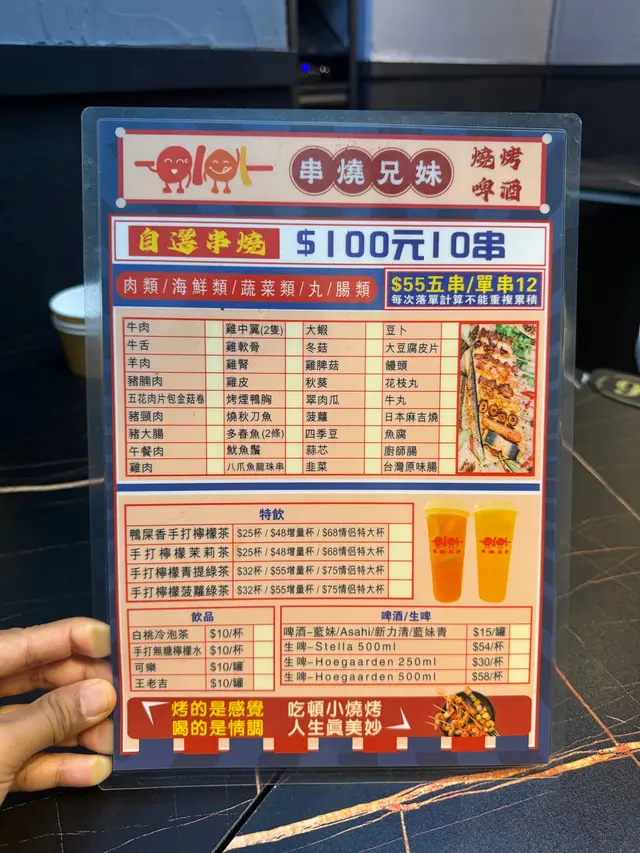 串燒兄妹
燒烤
啤酒
自選串燒 $100元10串
肉類/海鮮類/蔬菜類/丸/腸類
$55五串/單串12
每次落單計算不能重複累積
牛肉 雞中翼(2隻) 大蝦 豆卜
牛舌 雞軟骨 冬菇 大豆腐皮片
羊肉 雞腎 雞脾菇 饅頭
豬腩肉 雞皮 秋葵 花枝丸
五花肉片包金菇卷 烤煙鴨胸 翠肉瓜 牛丸
豬頸肉 燒秋刀魚 菠蘿 日本麻吉燒
豬大腸 多春魚(2條) 四季豆 魚腐
午餐肉 魷魚鬚 蒜芯 廚師腸
雞肉 八爪魚龍珠串 韭菜 台灣原味腸
特飲
鴨屎香手打檸檬茶 $25杯/$48增量杯/$68情侶特大杯
手打檸檬茉莉茶 $25杯/$48增量杯/$68情侶特大杯
手打檸檬青提綠茶 $32杯/$55增量杯/$75情侶特大杯
手打檸檬菠蘿綠茶 $32杯/$55增量杯/$75情侶特大杯
飲品
白桃冷泡茶 $10/杯
手打無糖檸檬水 $10/杯
可樂 $10/罐
王老吉 $10/罐
啤酒/生啤
啤酒-藍妹/Asahi/新力清/藍妹青 $15/罐
生啤-Stella 500ml $54/杯
生啤-Hoegaarden 250ml $30/杯
生啤-Hoegaarden 500ml $58/杯
烤的是感覺 吃頓小燒烤
喝的是情調 人生真美妙